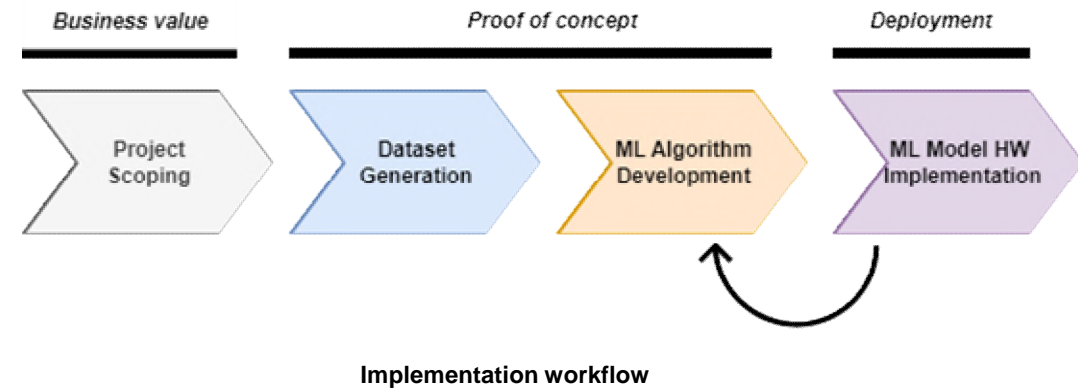 Business value
Proof of concept
Deployment
Project
Scoping
Dataset
Generation
ML Algorithm
Development
ML Model HW
Implementation
Implementation workflow